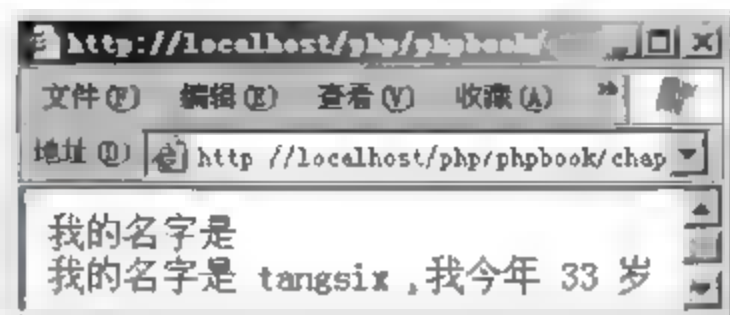 http://localhost/php/phpbook/
文件(F) 编辑(E) 查看(V) 收藏(A) »
地址(D) http //localhost/php/phpbook/chap
我的名字是
我的名字是 tangsix ,我今年 33 岁